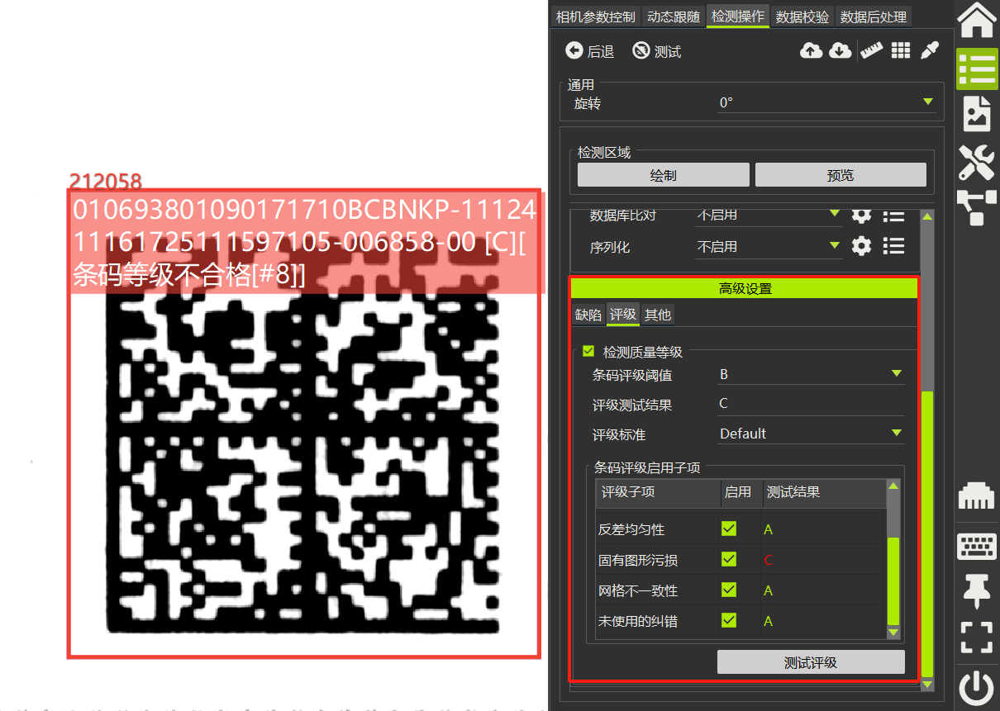 相机参数控制 动态跟随 检测操作 数据校验 数据后处理
后退 测试
通用
旋转 0°
检测区域
绘制 预览
数据库比对 不启用
序列化 不启用
高级设置
缺陷 评级 其他
检测质量等级
条码评级阈值 B
评级测试结果 C
评级标准 Default
条码评级启用子项
评级子项 启用 测试结果
反差均匀性 A
固有图形污损 C
网格不一致性 A
未使用的纠错 A
测试评级
212058
010693801090171710BCBNKP-11124
11161725111597105-006858-00 [C][
条码等级不合格[#8]]